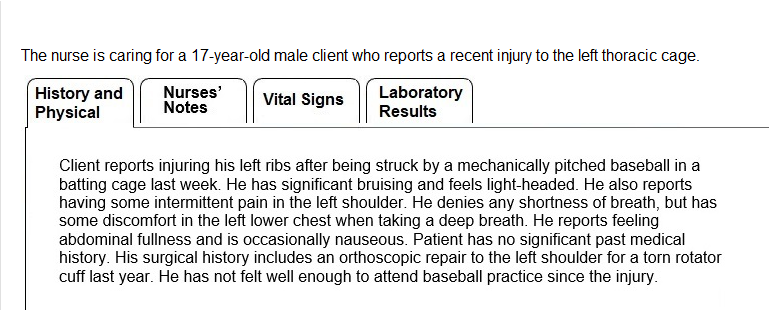 The nurse is caring for a 17-year-old male client who reports a recent injury to the left thoracic cage.
History and Physical
Nurses' Notes
Vital Signs
Laboratory Results
Client reports injuring his left ribs after being struck by a mechanically pitched baseball in a
batting cage last week. He has significant bruising and feels light-headed. He also reports
having some intermittent pain in the left shoulder. He denies any shortness of breath, but has
some discomfort in the left lower chest when taking a deep breath. He reports feeling
abdominal fullness and is occasionally nauseous. Patient has no significant past medical
history. His surgical history includes an orthoscopic repair to the left shoulder for a torn rotator
cuff last year. He has not felt well enough to attend baseball practice since the injury.